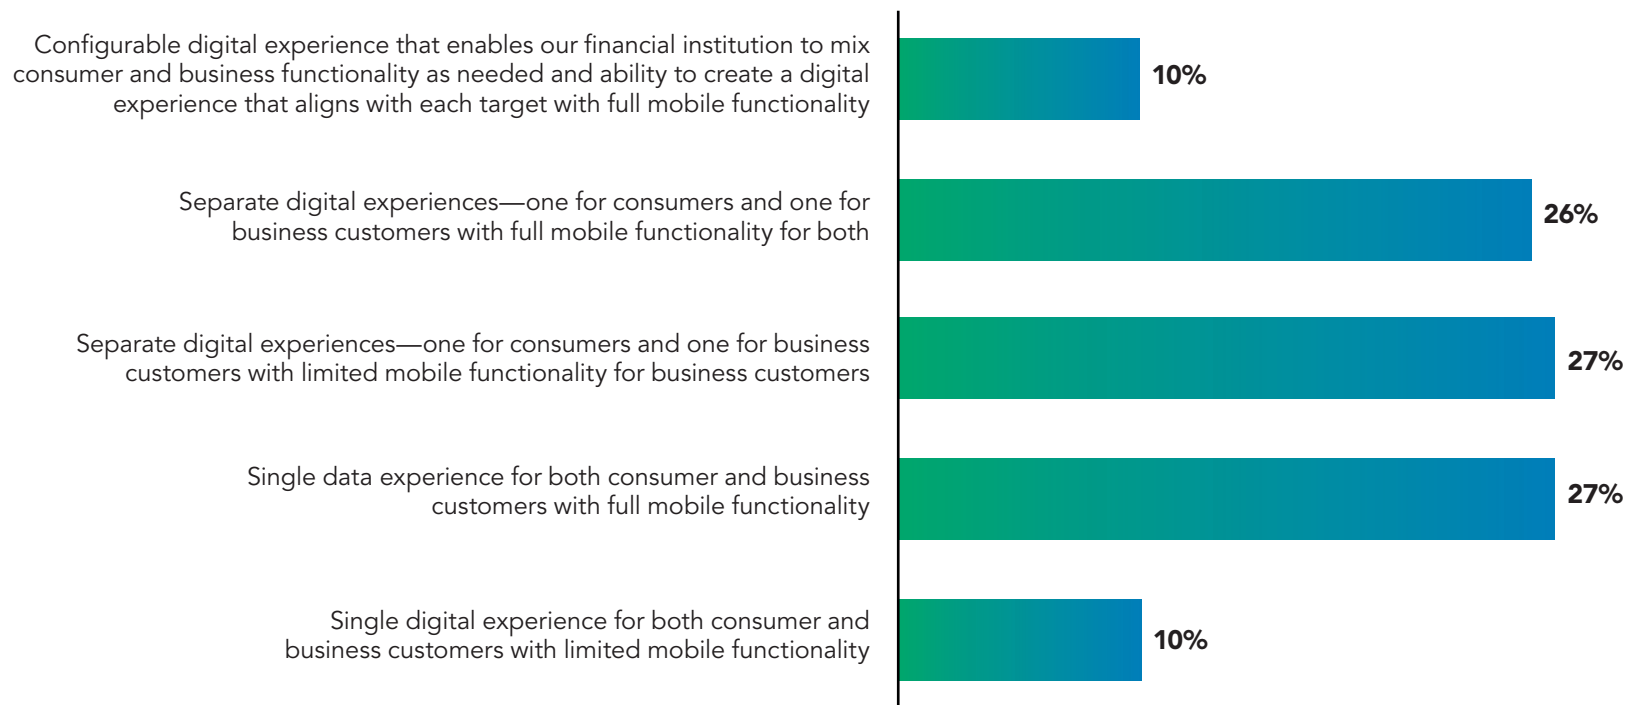 Configurable digital experience that enables our financial institution to mix
consumer and business functionality as needed and ability to create a digital
experience that aligns with each target with full mobile functionality
10%
Separate digital experiences—one for consumers and one for
business customers with full mobile functionality for both
26%
Separate digital experiences—one for consumers and one for business
customers with limited mobile functionality for business customers
27%
Single data experience for both consumer and business
customers with full mobile functionality
27%
Single digital experience for both consumer and
business customers with limited mobile functionality
10%